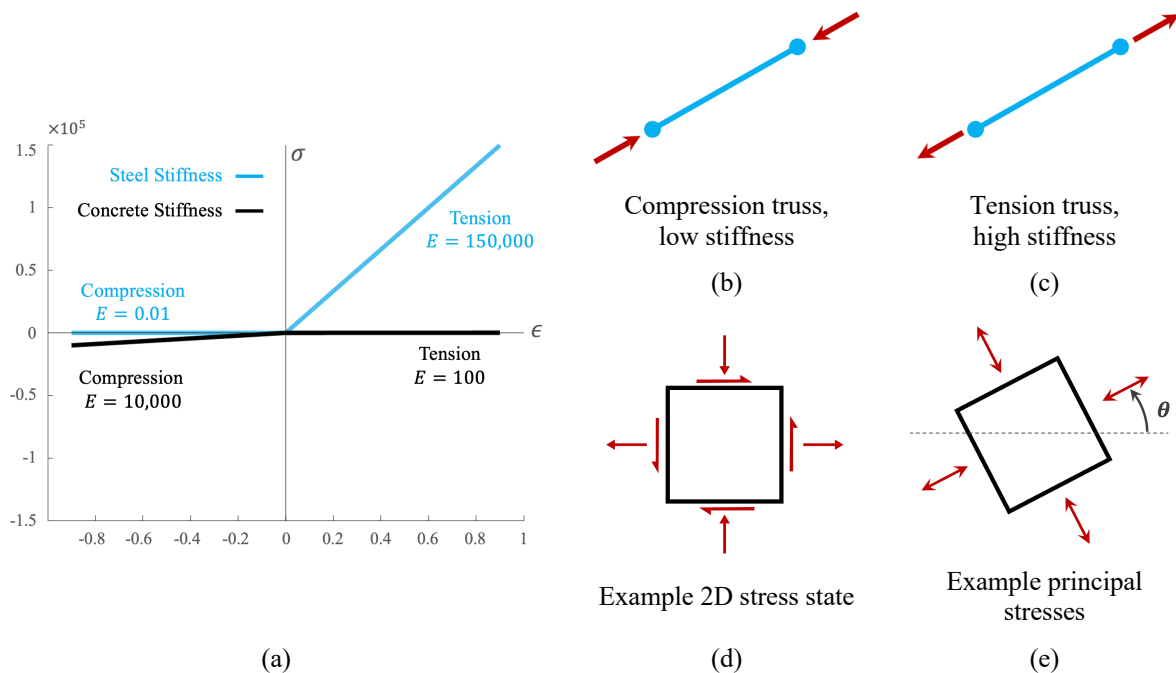 ×10⁵
σ
1.5
1
0.5
0
-0.5
-1
-1.5
Steel Stiffness
Concrete Stiffness
Tension
E = 150,000
Compression
E = 0.01
ϵ
Compression
E = 10,000
Tension
E = 100
-0.8
-0.6
-0.4
-0.2
0
0.2
0.4
0.6
0.8
1
(a)
Compression truss,
low stiffness
(b)
Tension truss,
high stiffness
(c)
Example 2D stress state
(d)
θ
Example principal
stresses
(e)